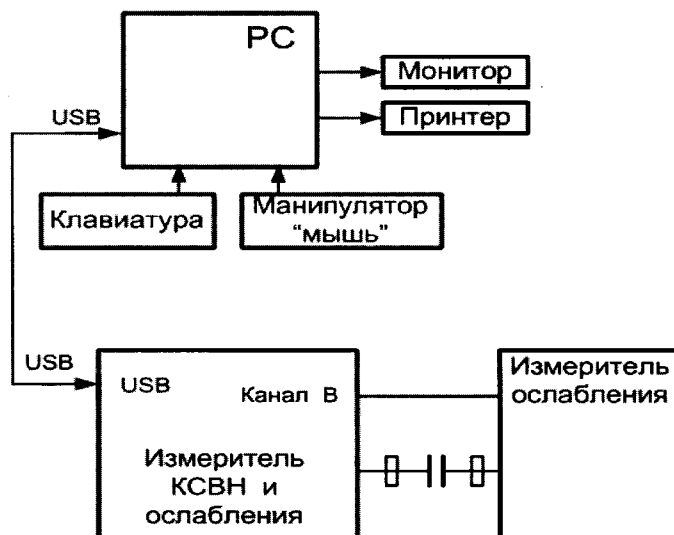 PC
Монитор
USB
Принтер
Клавиатура
Манипулятор
“мышь”
USB
USB
Канал В
Измеритель
КСВН и
ослабления
Измеритель
ослабления